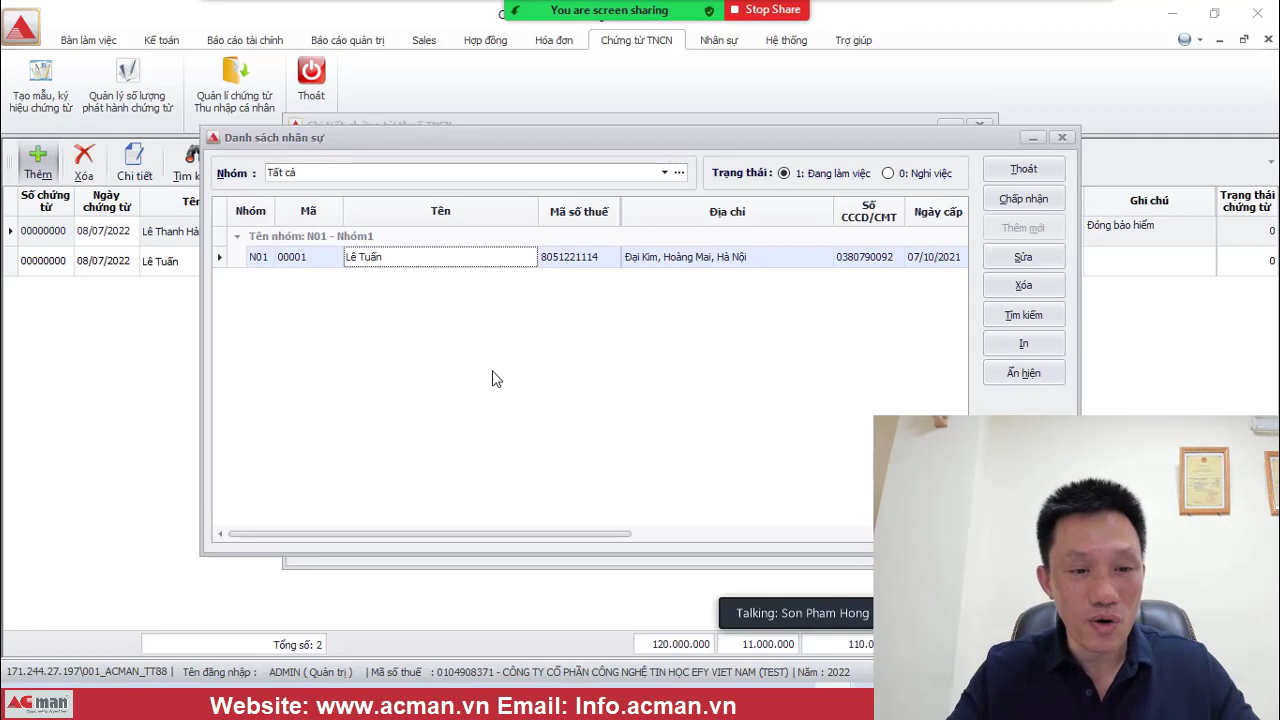 You are screen sharing
Stop Share
Bàn làm việc Kế toán Báo cáo tài chính Báo cáo quản trị Sales Hợp đồng Hóa đơn Chứng từ TNCN Nhân sự Hệ thống Trợ giúp
Tạo mẫu, ký hiệu chứng từ
Quản lý số lượng phát hành chứng từ
Quản lí chứng từ Thu nhập cá nhân
Thoát
Danh sách nhân sự
Thêm Xóa Chi tiết
Nhóm : Tất cả
Trạng thái: 1: Đang làm việc 0: Nghỉ việc
Thoát
Chấp nhận
Thêm mới
Sửa
Xóa
Tìm kiếm
In
Ẩn hiện
Số chứng từ Ngày chứng từ
00000000 08/07/2022 Lê Thanh Hà
00000000 08/07/2022 Lê Tuấn
Nhóm Mã Tên Mã số thuế Địa chỉ Số CCCD/CMT Ngày cấp
Tên nhóm: N01 - Nhóm1
N01 00001 Lê Tuấn 8051221114 Đại Kim, Hoàng Mai, Hà Nội 0380790092 07/10/2021
Ghi chú Trạng thái chứng từ
Đóng bảo hiểm 0
0
Talking: Son Pham Hong
Tổng số: 2 120.000.000 11.000.000
171.244.27.197\001_ACMAN_TT88 | Tên đăng nhập : ADMIN ( Quản trị ) | Mã số thuế : 0104908371 - CÔNG TY CỔ PHẦN CÔNG NGHỆ TIN HỌC EFY VIET NAM (TEST) | Năm : 2022
ACman
Website: www.acman.vn Email: Info.acman.vn